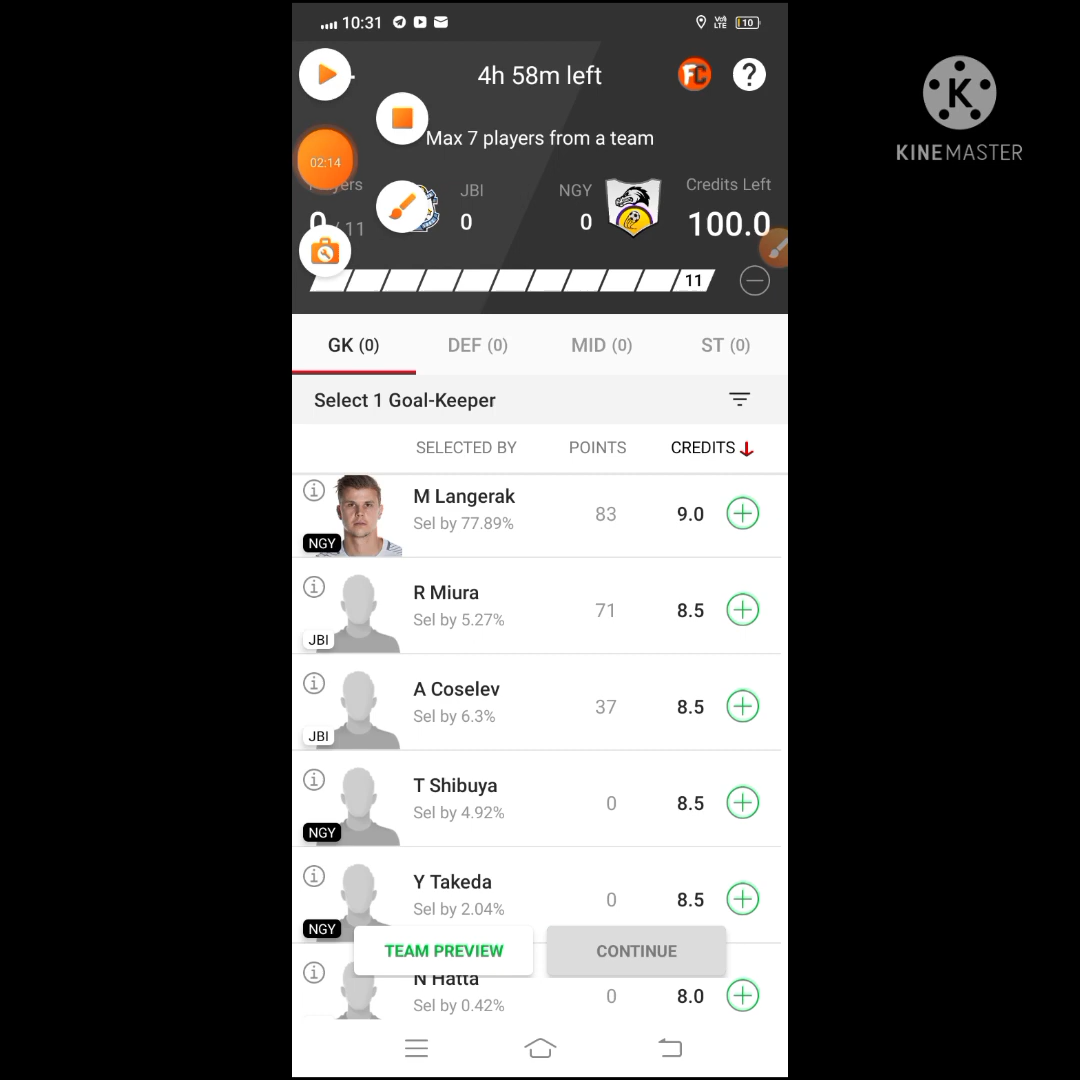 10:31
VoI LTE
10
4h 58m left
FC
?
K
KINEMASTER
Max 7 players from a team
02:14
JBI
NGY
Credits Left
0 / 11
0
0
100.0
11
GK (0)
DEF (0)
MID (0)
ST (0)
Select 1 Goal-Keeper
SELECTED BY
POINTS
CREDITS
M Langerak
Sel by 77.89%
83
9.0
NGY
R Miura
Sel by 5.27%
71
8.5
JBI
A Coselev
Sel by 6.3%
37
8.5
JBI
T Shibuya
Sel by 4.92%
0
8.5
NGY
Y Takeda
Sel by 2.04%
0
8.5
NGY
TEAM PREVIEW
CONTINUE
N Hatta
Sel by 0.42%
0
8.0